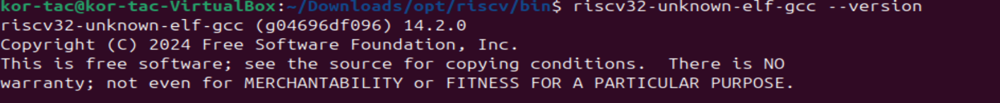 kor-tac@kor-tac-VirtualBox:~/Downloads/opt/riscv/bin$ riscv32-unknown-elf-gcc --version
riscv32-unknown-elf-gcc (g04696df096) 14.2.0
Copyright (C) 2024 Free Software Foundation, Inc.
This is free software; see the source for copying conditions.  There is NO
warranty; not even for MERCHANTABILITY or FITNESS FOR A PARTICULAR PURPOSE.